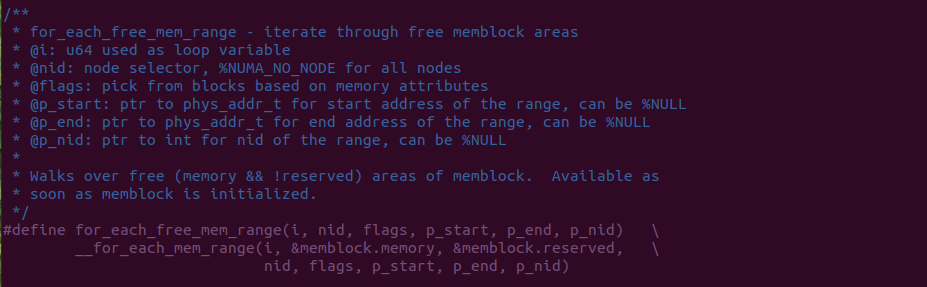 /**
 * for_each_free_mem_range - iterate through free memblock areas
 * @i: u64 used as loop variable
 * @nid: node selector, %NUMA_NO_NODE for all nodes
 * @flags: pick from blocks based on memory attributes
 * @p_start: ptr to phys_addr_t for start address of the range, can be %NULL
 * @p_end: ptr to phys_addr_t for end address of the range, can be %NULL
 * @p_nid: ptr to int for nid of the range, can be %NULL
 *
 * Walks over free (memory && !reserved) areas of memblock.  Available as
 * soon as memblock is initialized.
 */
#define for_each_free_mem_range(i, nid, flags, p_start, p_end, p_nid)   \
        __for_each_mem_range(i, &memblock.memory, &memblock.reserved,   \
                             nid, flags, p_start, p_end, p_nid)